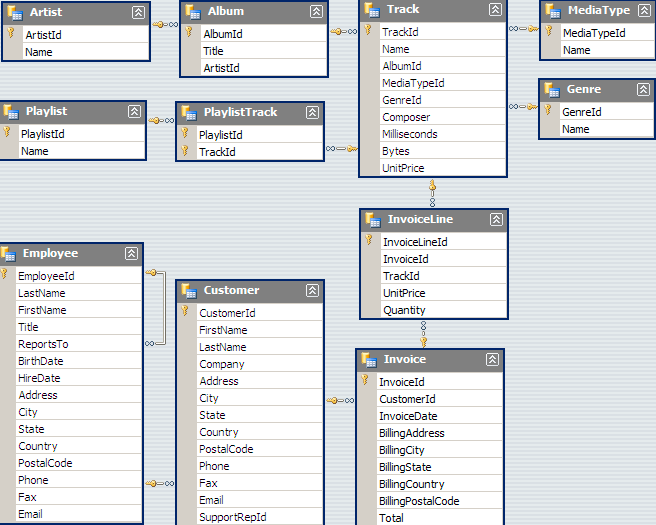 Artist
ArtistId
Name
Album
AlbumId
Title
ArtistId
Track
TrackId
Name
AlbumId
MediaTypeId
GenreId
Composer
Milliseconds
Bytes
UnitPrice
MediaType
MediaTypeId
Name
Genre
GenreId
Name
Playlist
PlaylistId
Name
PlaylistTrack
PlaylistId
TrackId
InvoiceLine
InvoiceLineId
InvoiceId
TrackId
UnitPrice
Quantity
Employee
EmployeeId
LastName
FirstName
Title
ReportsTo
BirthDate
HireDate
Address
City
State
Country
PostalCode
Phone
Fax
Email
Customer
CustomerId
FirstName
LastName
Company
Address
City
State
Country
PostalCode
Phone
Fax
Email
SupportRepId
Invoice
InvoiceId
CustomerId
InvoiceDate
BillingAddress
BillingCity
BillingState
BillingCountry
BillingPostalCode
Total